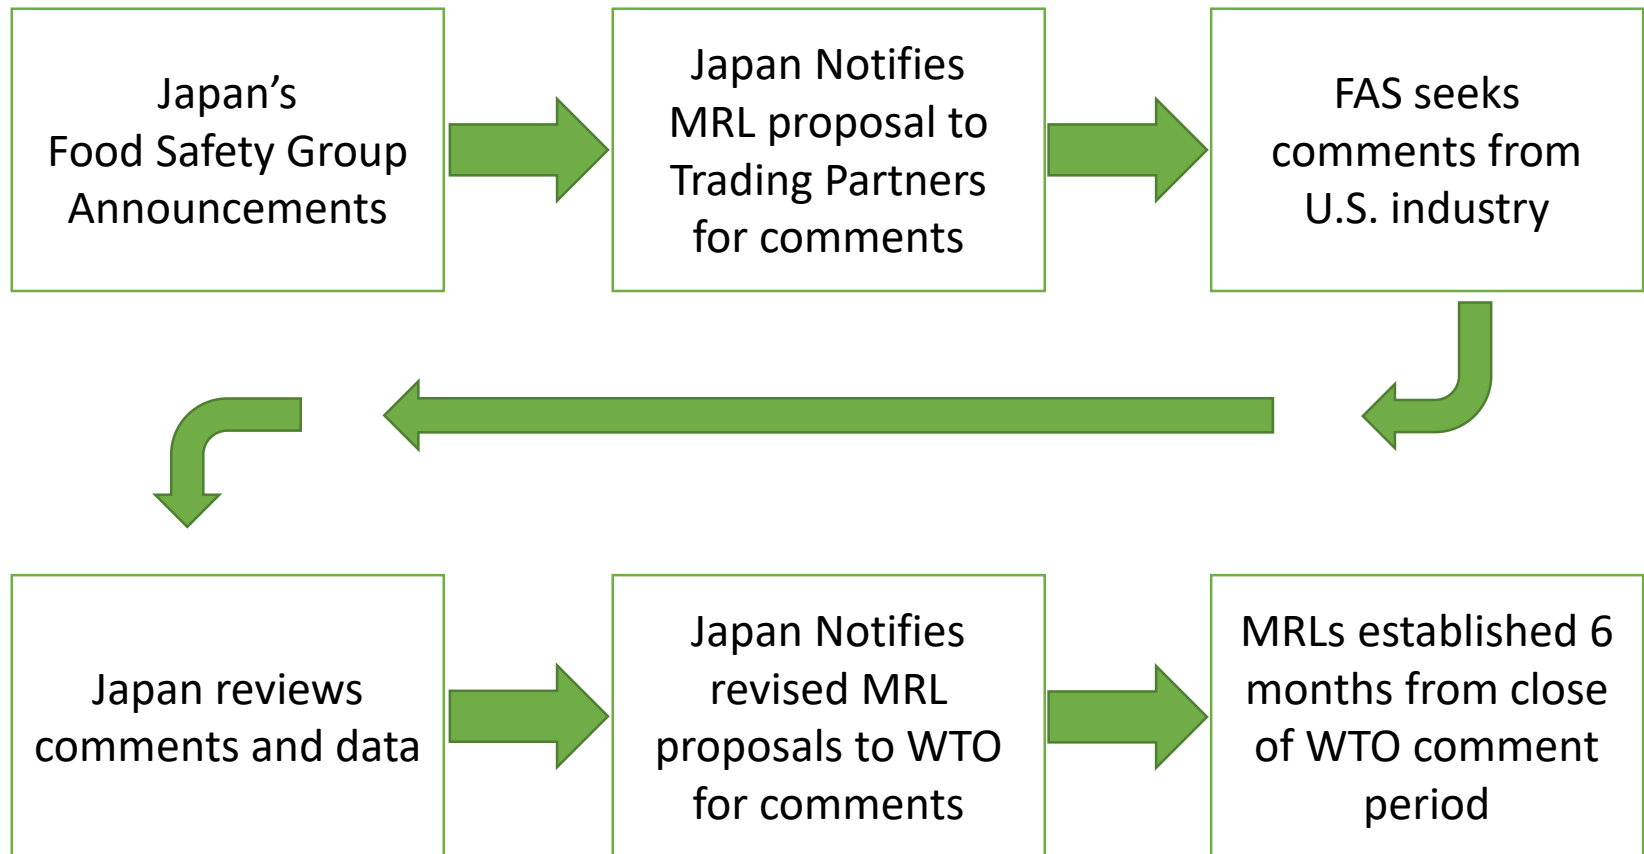 Japan’s
Food Safety Group
Announcements
Japan Notifies
MRL proposal to
Trading Partners
for comments
FAS seeks
comments from
U.S. industry
Japan reviews
comments and data
Japan Notifies
revised MRL
proposals to WTO
for comments
MRLs established 6
months from close
of WTO comment
period